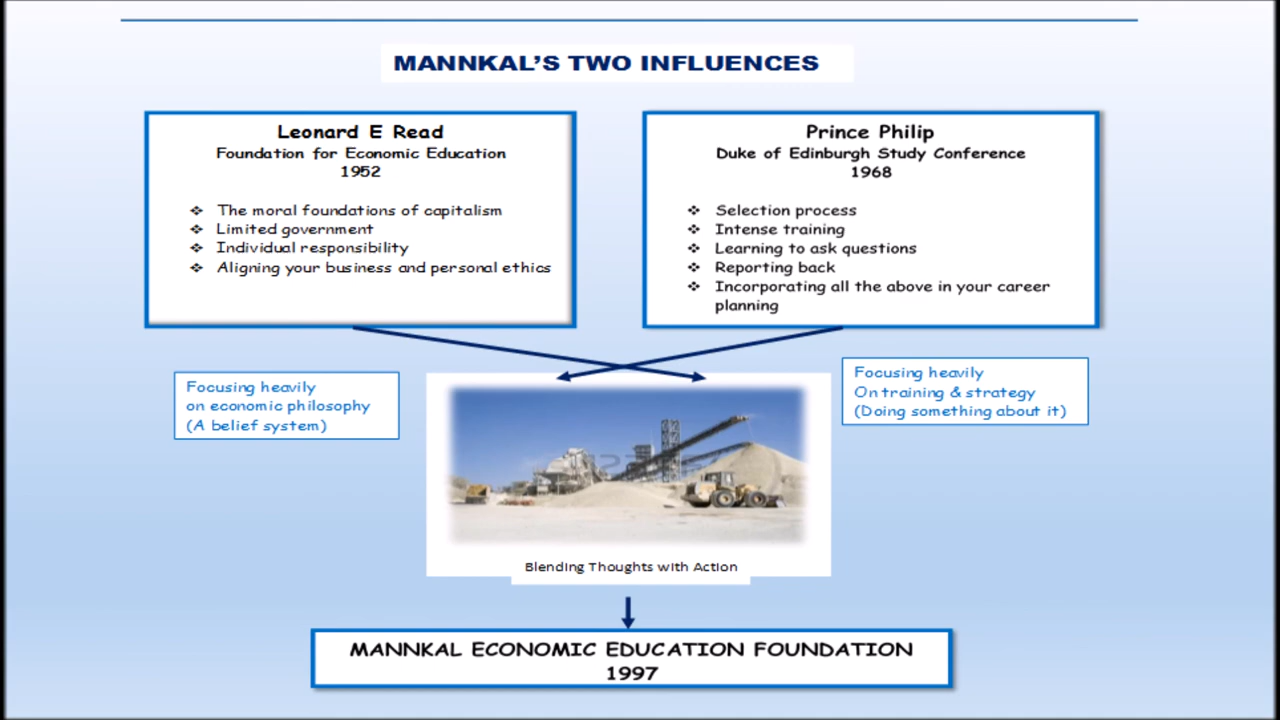 MANNKAL'S TWO INFLUENCES
Leonard E Read
Foundation for Economic Education
1952
❖ The moral foundations of capitalism
❖ Limited government
❖ Individual responsibility
❖ Aligning your business and personal ethics
Prince Philip
Duke of Edinburgh Study Conference
1968
❖ Selection process
❖ Intense training
❖ Learning to ask questions
❖ Reporting back
❖ Incorporating all the above in your career
planning
Focusing heavily
on economic philosophy
(A belief system)
Focusing heavily
On training & strategy
(Doing something about it)
Blending Thoughts with Action
MANNKAL ECONOMIC EDUCATION FOUNDATION
1997